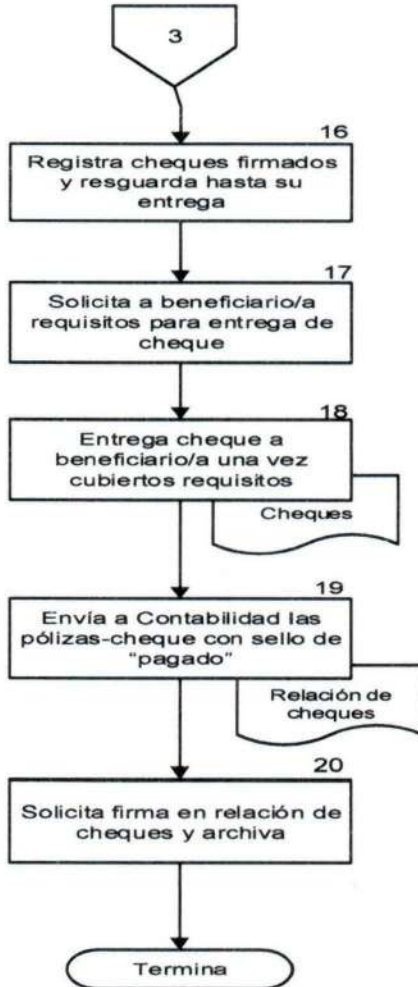 3
16
Registra cheques firmados
y resguarda hasta su
entrega
17
Solicita a beneficiario/a
requisitos para entrega de
cheque
18
Entrega cheque a
beneficiario/a una vez
cubiertos requisitos
Cheques
19
Envía a Contabilidad las
pólizas-cheque con sello de
“pagado”
Relación de
cheques
20
Solicita firma en relación de
cheques y archiva
Termina